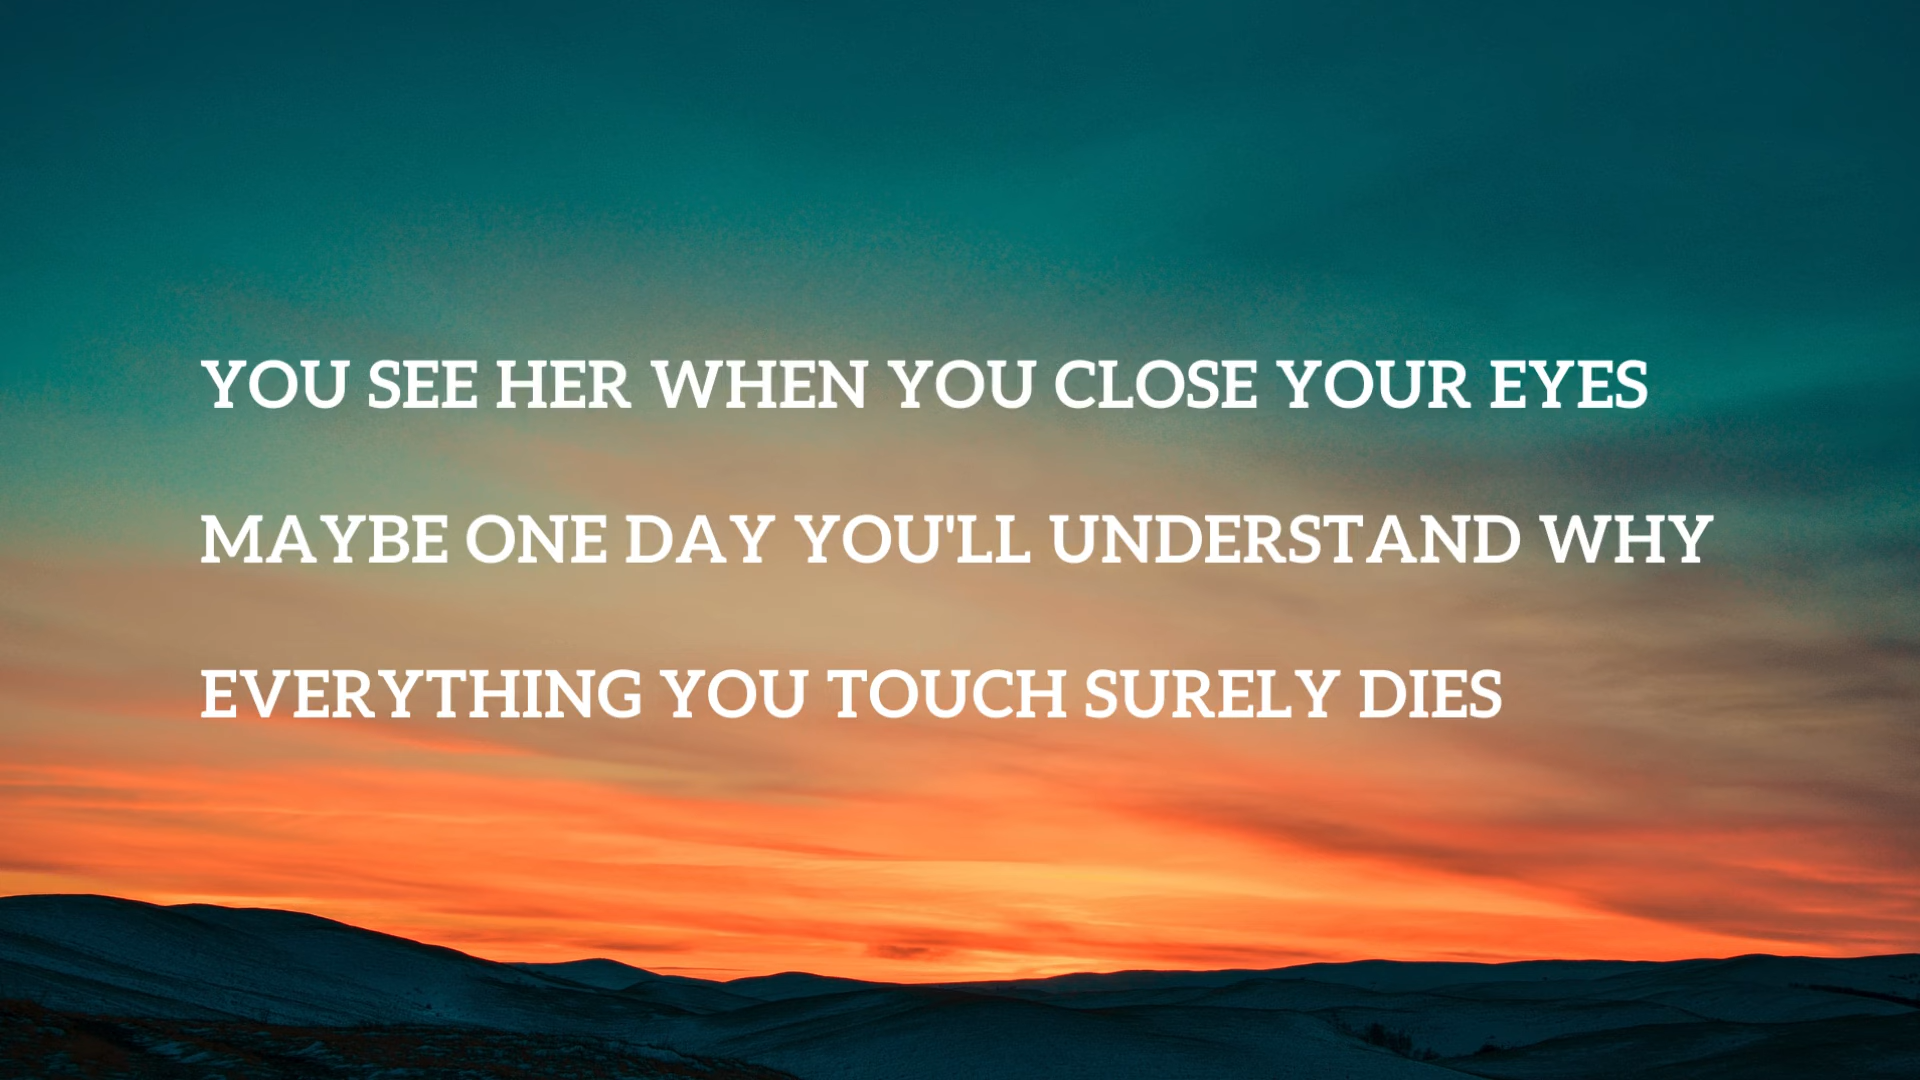 YOU SEE HER WHEN YOU CLOSE YOUR EYES
MAYBE ONE DAY YOU'LL UNDERSTAND WHY
EVERYTHING YOU TOUCH SURELY DIES